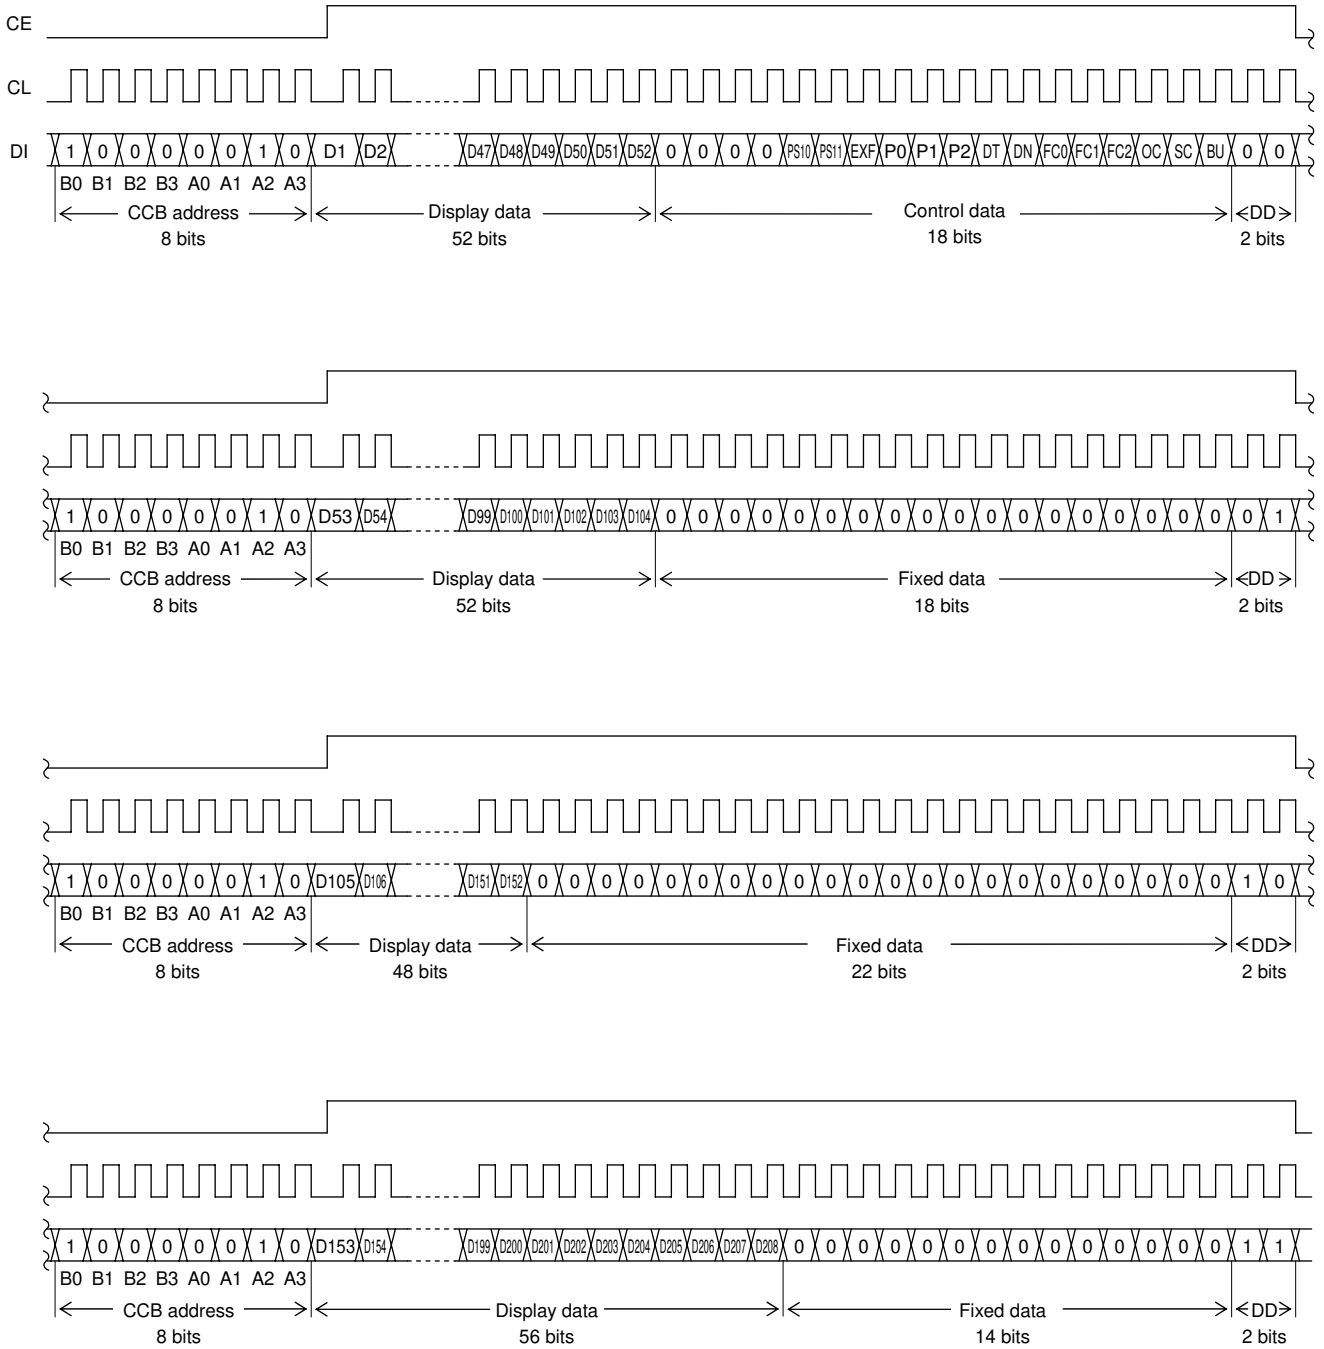 CE
CL
DI 1 0 0 0 0 0 1 0 D1 D2 D47 D48 D49 D50 D51 D52 0 0 0 0 PS10 PS11 EXF P0 P1 P2 DT DN FC0 FC1 FC2 OC SC BU 0 0
B0 B1 B2 B3 A0 A1 A2 A3
CCB address Display data Control data DD
8 bits 52 bits 18 bits 2 bits
1 0 0 0 0 0 1 0 D53 D54 D99 D100 D101 D102 D103 D104 0 0 0 0 0 0 0 0 0 0 0 0 0 0 0 0 0 0 0 1
B0 B1 B2 B3 A0 A1 A2 A3
CCB address Display data Fixed data DD
8 bits 52 bits 18 bits 2 bits
1 0 0 0 0 0 1 0 D105 D106 D151 D152 0 0 0 0 0 0 0 0 0 0 0 0 0 0 0 0 0 0 0 0 0 0 1 0
B0 B1 B2 B3 A0 A1 A2 A3
CCB address Display data Fixed data DD
8 bits 48 bits 22 bits 2 bits
1 0 0 0 0 0 1 0 D153 D154 D199 D200 D201 D202 D203 D204 D205 D206 D207 D208 0 0 0 0 0 0 0 0 0 0 0 0 0 0 1 1
B0 B1 B2 B3 A0 A1 A2 A3
CCB address Display data Fixed data DD
8 bits 56 bits 14 bits 2 bits